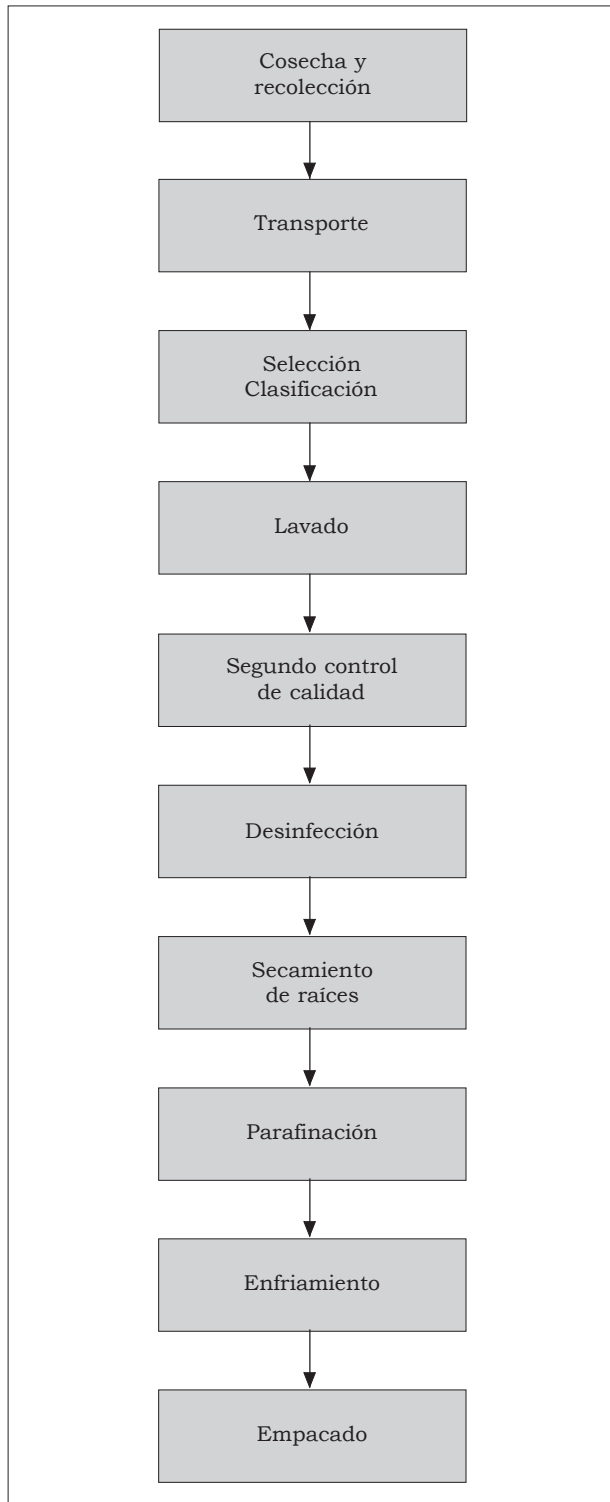 Cosecha y
recolección
Transporte
Selección
Clasificación
Lavado
Segundo control
de calidad
Desinfección
Secamiento
de raíces
Parafinación
Enfriamiento
Empacado